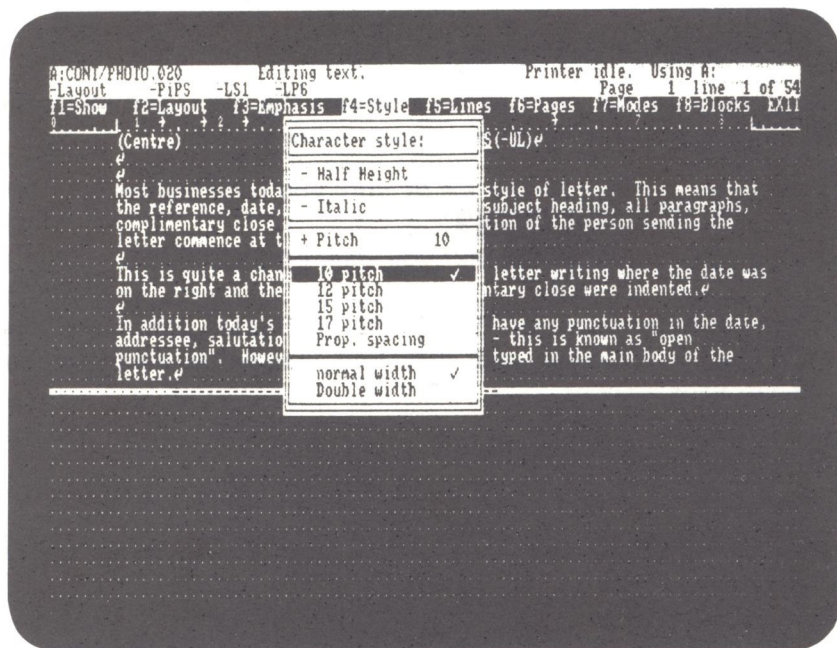 A:CONT/PHOTO.020 Editing text. Printer idle. Using A:
-Layout -PiPS -LS1 -LP6 Page 1 line 1 of 54
f1=Show f2=Layout f3=Emphasis f4=Style f5=Lines f6=Pages f7=Modes f8=Blocks EXIT
0 1 2 7
(Centre) S(-UL)
Most businesses toda style of letter. This means that
the reference, date, subject heading, all paragraphs,
complimentary close tion of the person sending the
letter commence at t
This is quite a chan letter writing where the date was
on the right and the ntary close were indented.
In addition today's have any punctuation in the date,
addressee, salutatio - this is known as "open
punctuation". Howev typed in the main body of the
letter.
Character style:
- Half Height
- Italic
+ Pitch 10
10 pitch ✓
12 pitch
15 pitch
17 pitch
Prop. spacing
normal width ✓
Double width